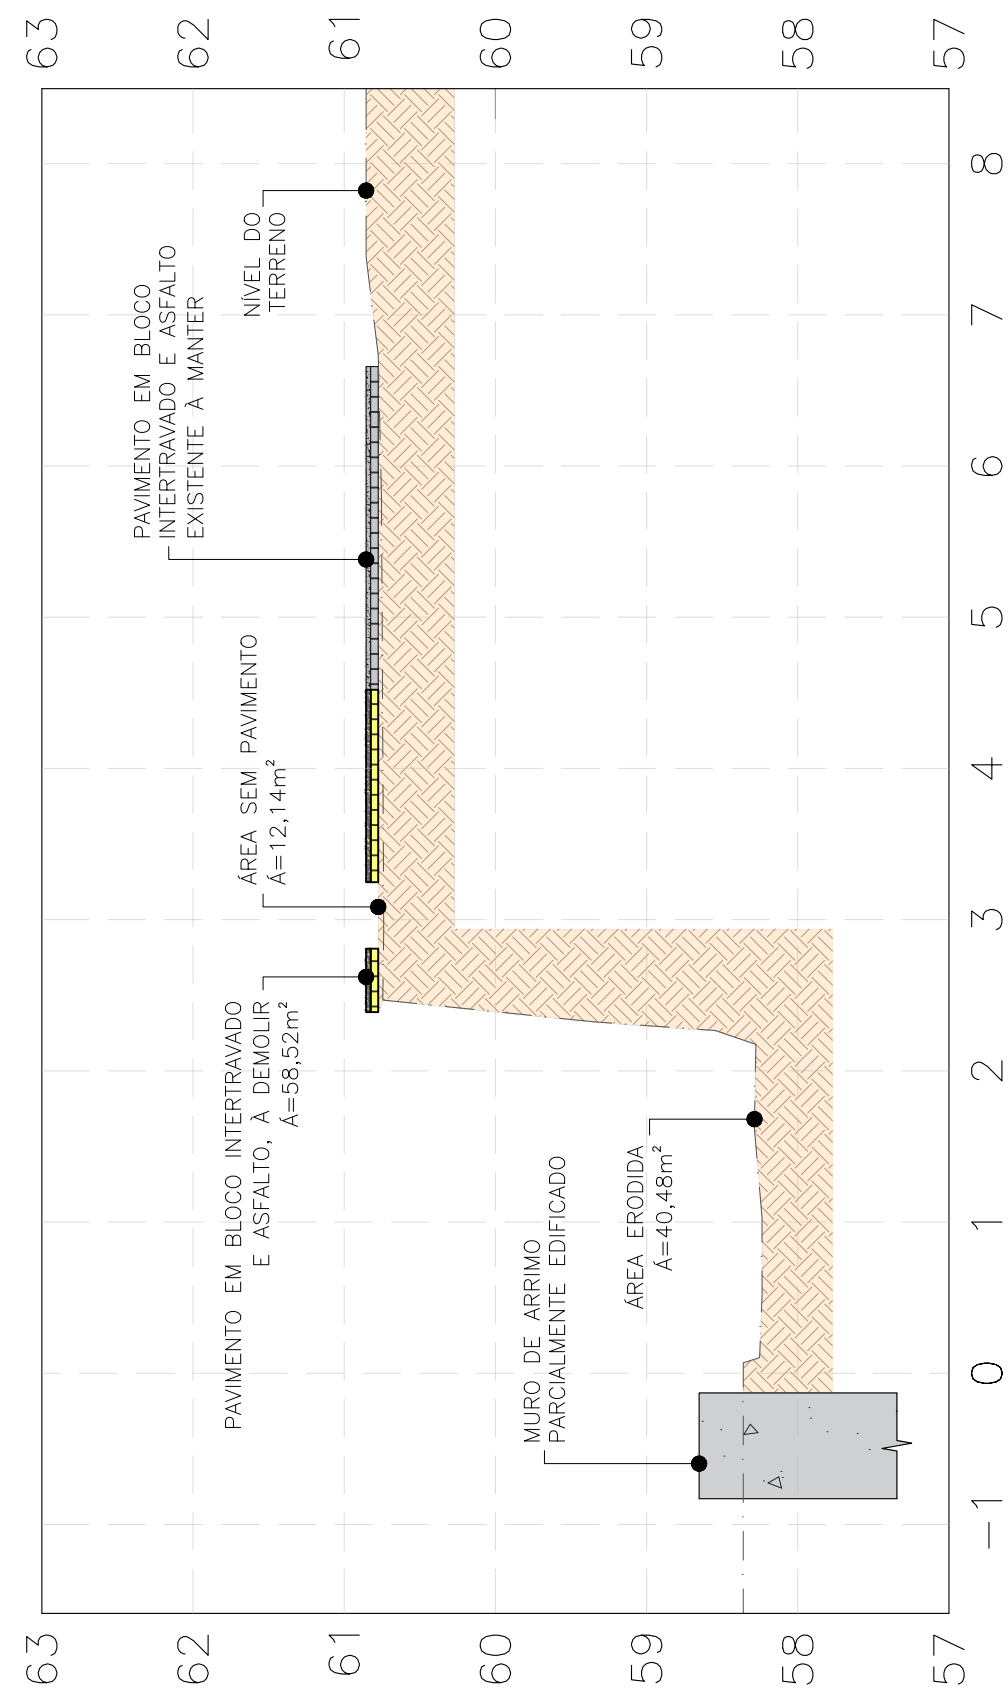 63
62
61
60
59
58
57
63
62
61
60
59
58
57
-1
0
1
2
3
4
5
6
7
8
PAVIMENTO EM BLOCO INTERTRAVADO
E ASFALTO, À DEMOLIR
Á=58,52m²
ÁREA SEM PAVIMENTO
Á=12,14m²
PAVIMENTO EM BLOCO
INTERTRAVADO E ASFALTO
EXISTENTE À MANTER
NÍVEL DO
TERRENO
MURO DE ARRIMO
PARCIALMENTE EDIFICADO
ÁREA ERODIDA
Á=40,48m²